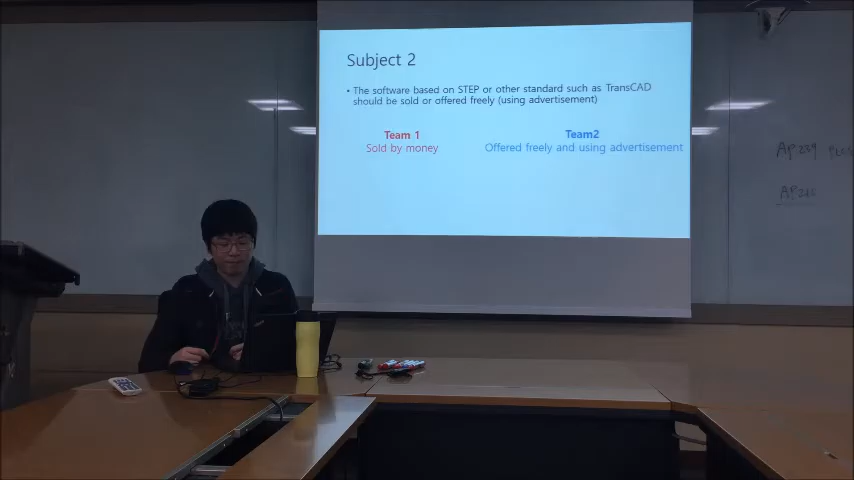 Subject 2
• The software based on STEP or other standard such as TransCAD
should be sold or offered freely (using advertisement)
Team 1
Sold by money
Team2
Offered freely and using advertisement
AP239